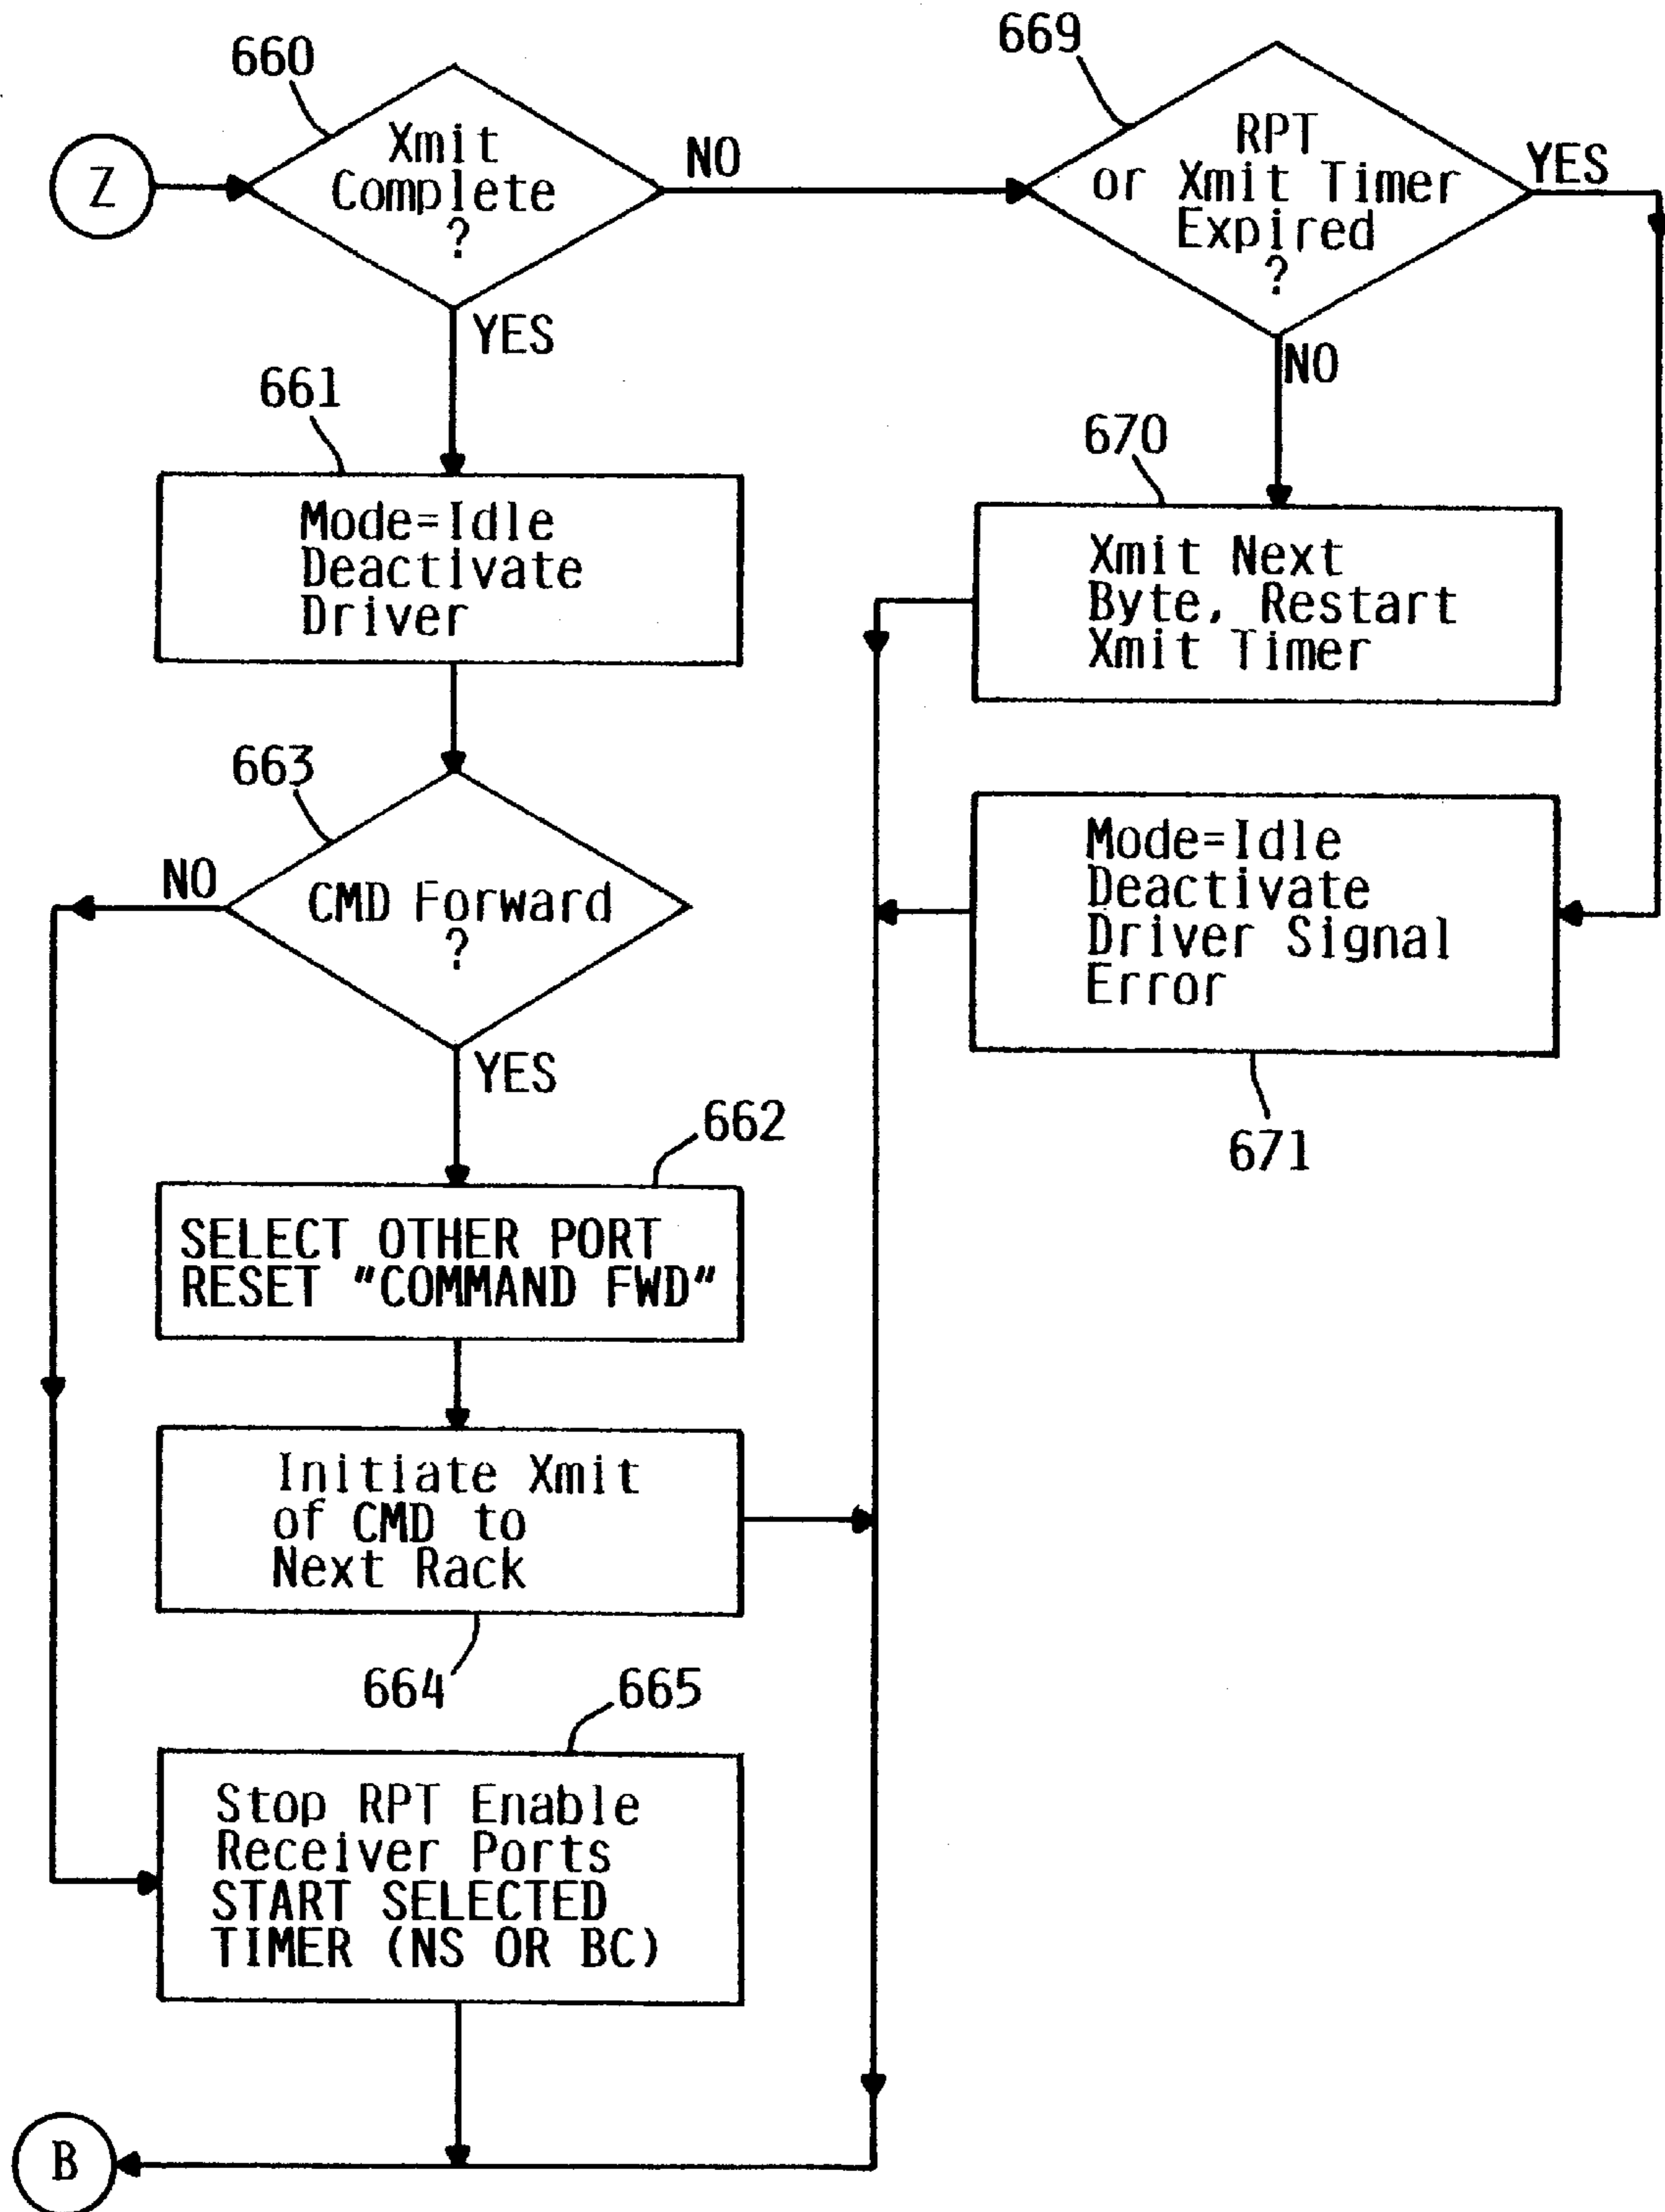 660
Z
Xmit
Complete
?
NO
YES
669
RPT
or Xmit Timer
Expired
?
YES
NO
661
Mode=Idle
Deactivate
Driver
670
Xmit Next
Byte, Restart
Xmit Timer
663
CMD Forward
?
NO
YES
Mode=Idle
Deactivate
Driver Signal
Error
671
662
SELECT OTHER PORT
RESET "COMMAND FWD"
Initiate Xmit
of CMD to
Next Rack
664
665
Stop RPT Enable
Receiver Ports
START SELECTED
TIMER (NS OR BC)
B